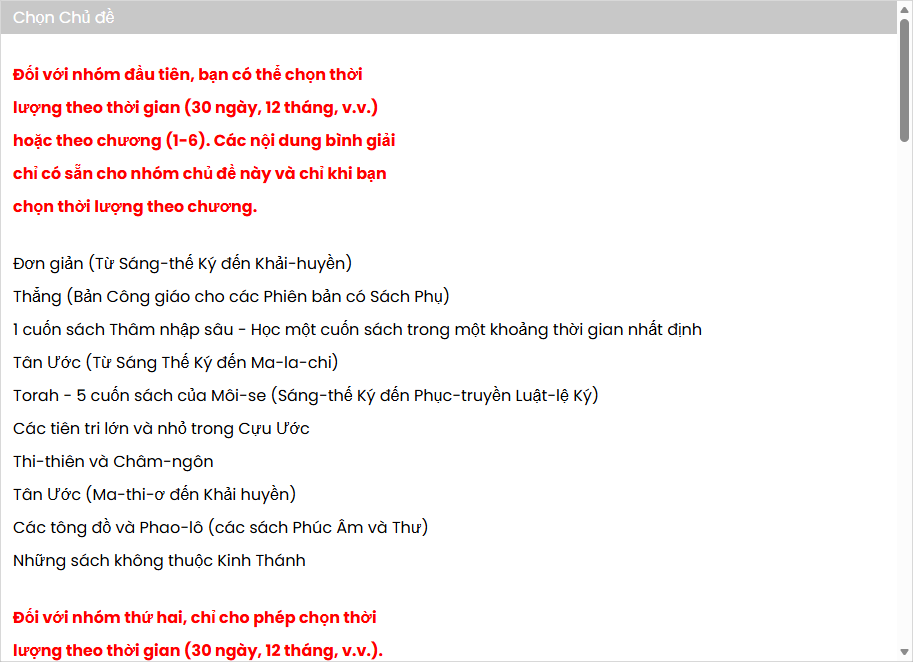 Chọn Chủ đề
Đối với nhóm đầu tiên, bạn có thể chọn thời
lượng theo thời gian (30 ngày, 12 tháng, v.v.)
hoặc theo chương (1-6). Các nội dung bình giải
chỉ có sẵn cho nhóm chủ đề này và chỉ khi bạn
chọn thời lượng theo chương.
Đơn giản (Từ Sáng-thế Ký đến Khải-huyền)
Thẳng (Bản Công giáo cho các Phiên bản có Sách Phụ)
1 cuốn sách Thâm nhập sâu - Học một cuốn sách trong một khoảng thời gian nhất định
Tân Ước (Từ Sáng Thế Ký đến Ma-la-chi)
Torah - 5 cuốn sách của Môi-se (Sáng-thế Ký đến Phục-truyền Luật-lệ Ký)
Các tiên tri lớn và nhỏ trong Cựu Ước
Thi-thiên và Châm-ngôn
Tân Ước (Ma-thi-ơ đến Khải huyền)
Các tông đồ và Phao-lô (các sách Phúc Âm và Thư)
Những sách không thuộc Kinh Thánh
Đối với nhóm thứ hai, chỉ cho phép chọn thời
lượng theo thời gian (30 ngày, 12 tháng, v.v.).